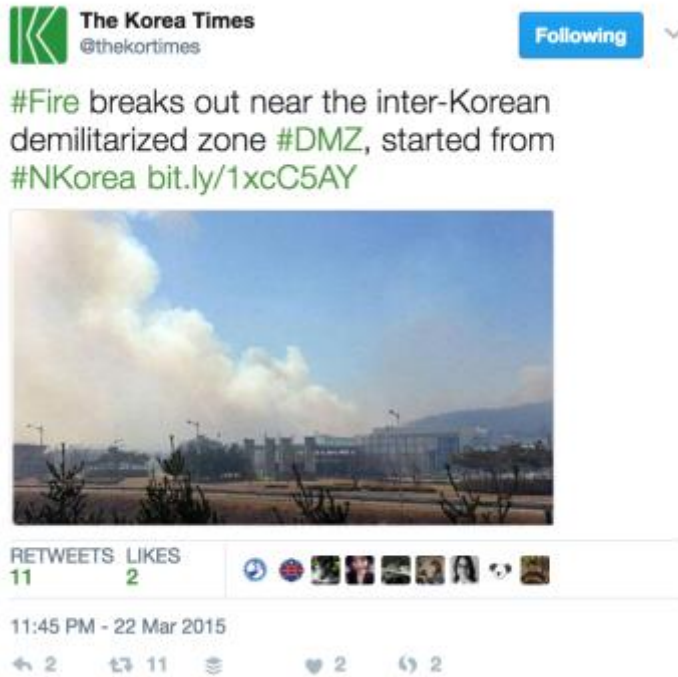 The Korea Times
@thekortimes
Following
#Fire breaks out near the inter-Korean
demilitarized zone #DMZ, started from
#NKorea bit.ly/1xcC5AY
RETWEETS LIKES
11 2
11:45 PM - 22 Mar 2015
2 11 2 2